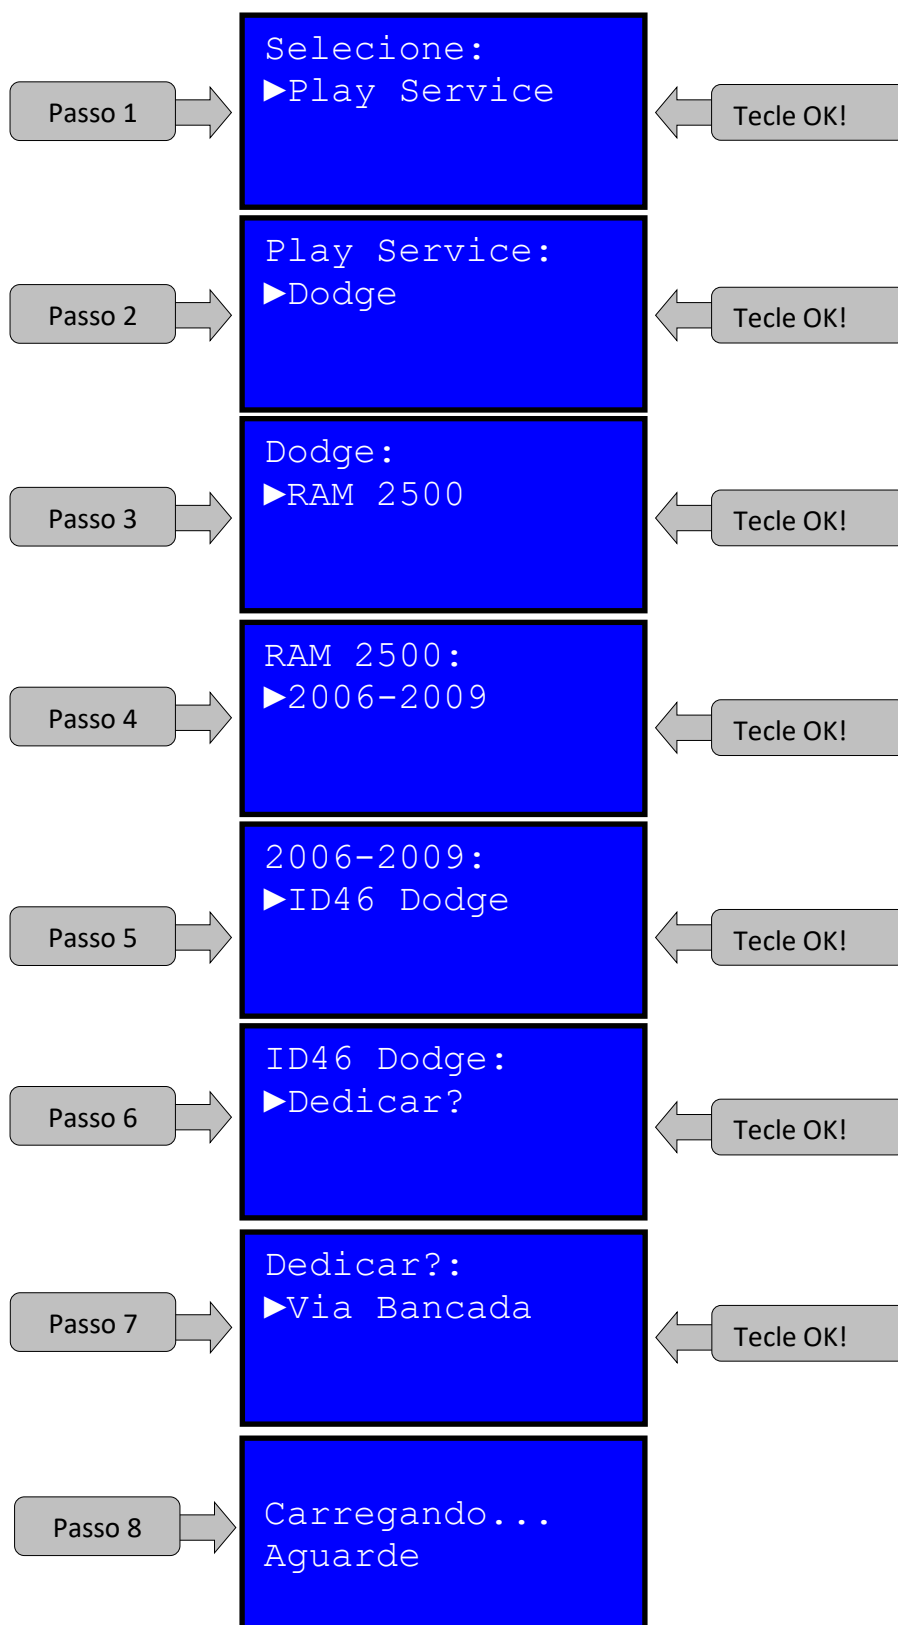 Selecione:
►Play Service
Passo 1
Tecle OK!
Play Service:
►Dodge
Passo 2
Tecle OK!
Dodge:
►RAM 2500
Passo 3
Tecle OK!
RAM 2500:
►2006-2009
Passo 4
Tecle OK!
2006-2009:
►ID46 Dodge
Passo 5
Tecle OK!
ID46 Dodge:
►Dedicar?
Passo 6
Tecle OK!
Dedicar?:
►Via Bancada
Passo 7
Tecle OK!
Passo 8
Carregando...
Aguarde